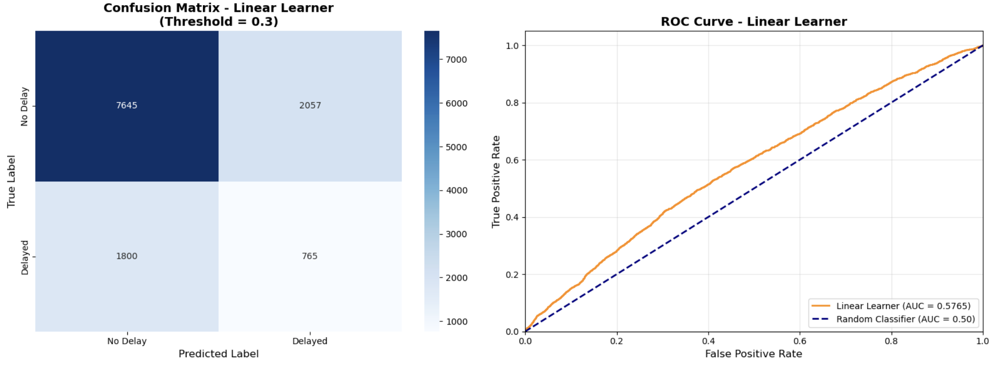 Confusion Matrix - Linear Learner
(Threshold = 0.3)
True Label
No Delay
Delayed
7645
2057
1800
765
No Delay
Delayed
Predicted Label
7000
6000
5000
4000
3000
2000
1000
ROC Curve - Linear Learner
True Positive Rate
1.0
0.8
0.6
0.4
0.2
0.0
Linear Learner (AUC = 0.5765)
Random Classifier (AUC = 0.50)
0.0
0.2
0.4
0.6
0.8
1.0
False Positive Rate